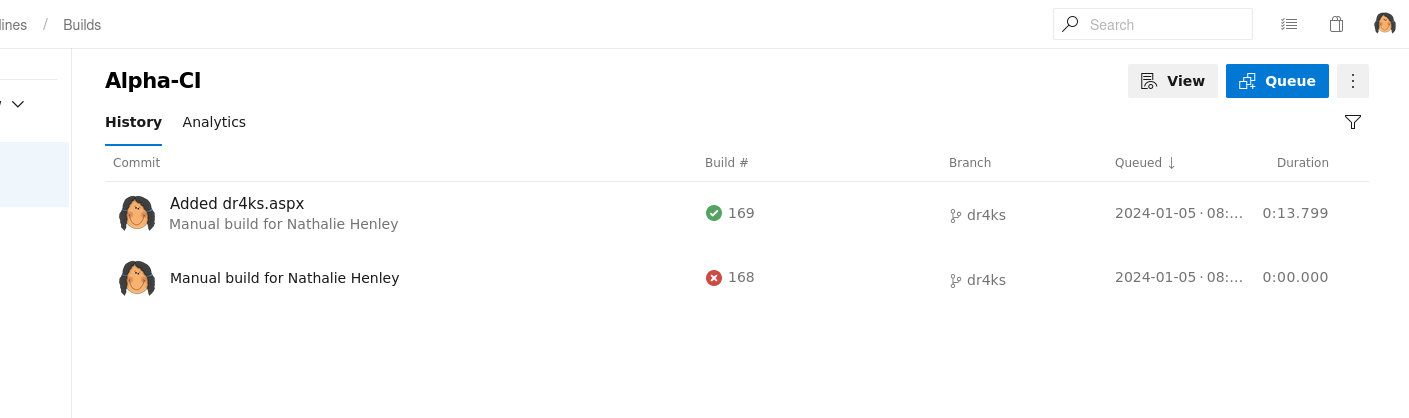 Builds
Search
Alpha-CI
View
Queue
History
Analytics
Commit
Build #
Branch
Queued
Duration
Added dr4ks.aspx
Manual build for Nathalie Henley
169
dr4ks
2024-01-05 · 08:...
0:13.799
Manual build for Nathalie Henley
168
dr4ks
2024-01-05 · 08:...
0:00.000